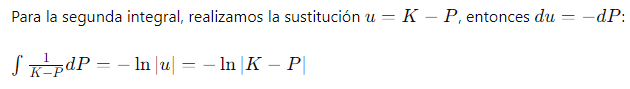 Para la segunda integral, realizamos la sustitución u = K − P, entonces du = −dP:
∫ 1/(K−P) dP = − ln |u| = − ln |K − P|